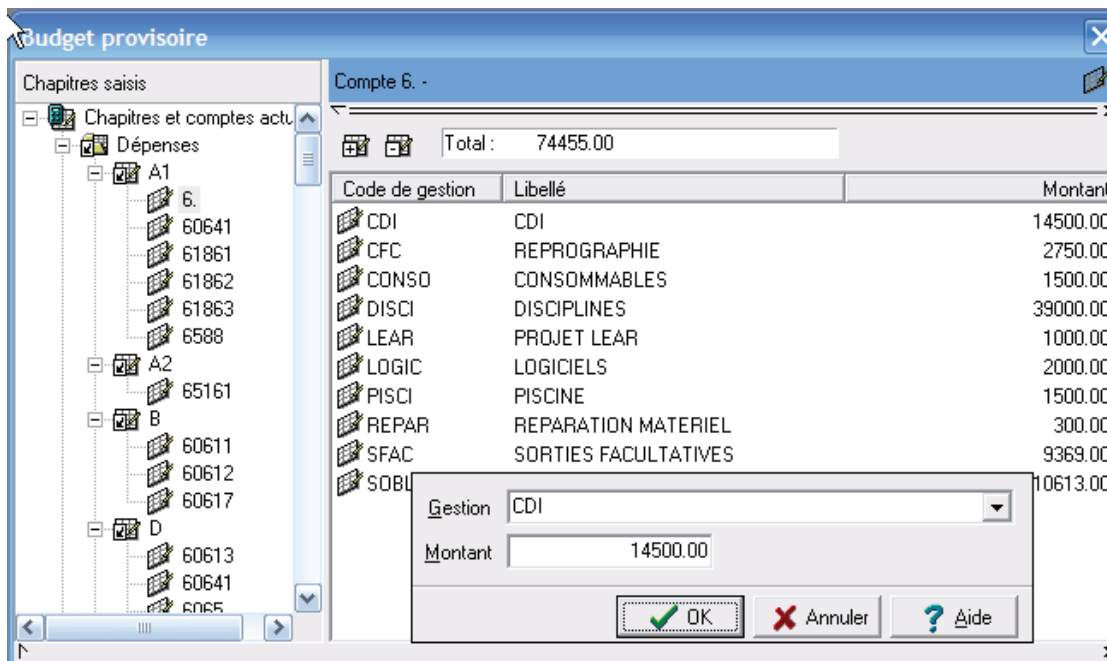 Budget provisoire
Chapitres saisis
Compte 6. -
Chapitres et comptes actu
Dépenses
A1
6.
60641
61861
61862
61863
6588
A2
65161
B
60611
60612
60617
D
60613
60641
6065
Total : 74455.00
Code de gestion Libellé Montant
CDI CDI 14500.00
CFC REPROGRAPHIE 2750.00
CONSO CONSOMMABLES 1500.00
DISCI DISCIPLINES 39000.00
LEAR PROJET LEAR 1000.00
LOGIC LOGICIELS 2000.00
PISCI PISCINE 1500.00
REPAR REPARATION MATERIEL 300.00
SFAC SORTIES FACULTATIVES 9369.00
SOBL 10613.00
Gestion CDI
Montant 14500.00
OK Annuler Aide